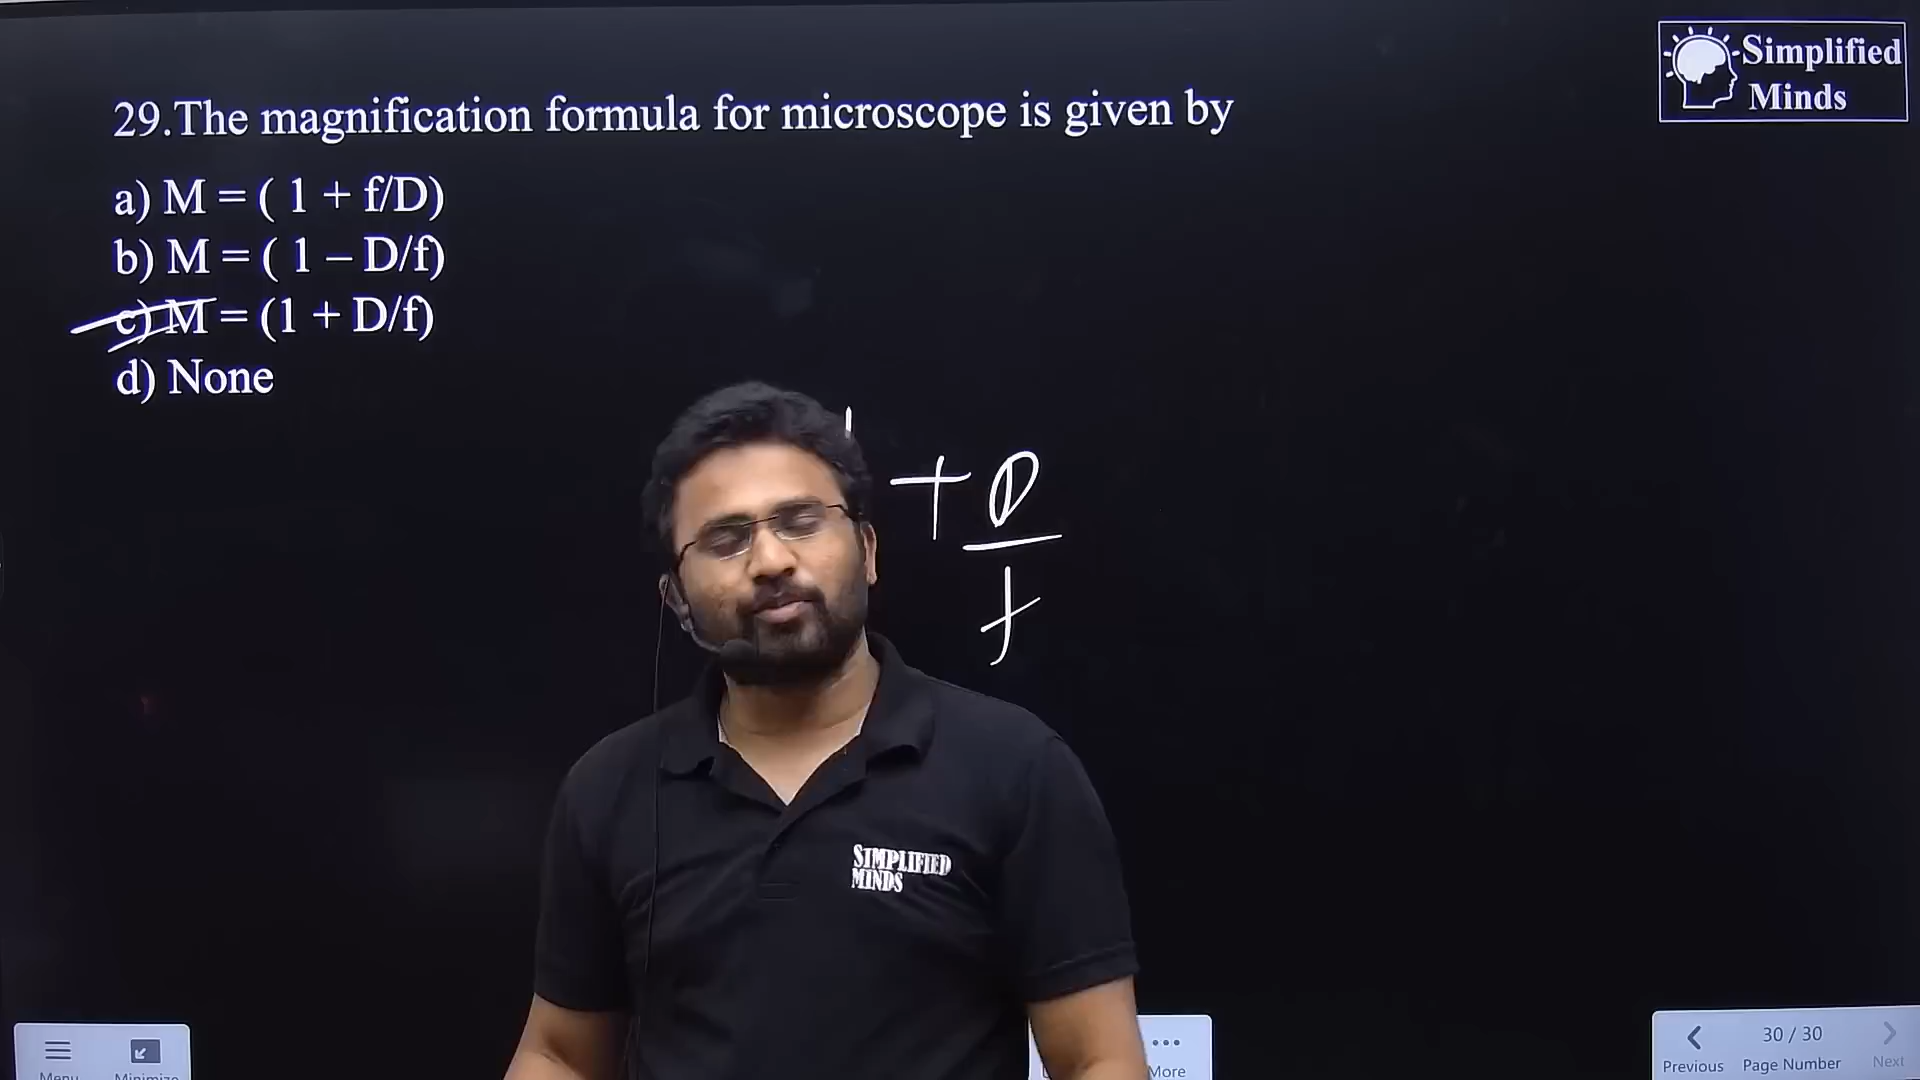 Simplified
Minds
29.The magnification formula for microscope is given by
a) M = ( 1 + f/D)
b) M = ( 1 – D/f)
c) M = (1 + D/f)
d) None
+ D
f
SIMPLIFIED
MINDS
Menu
Minimize
More
Previous
30 / 30
Page Number
Next